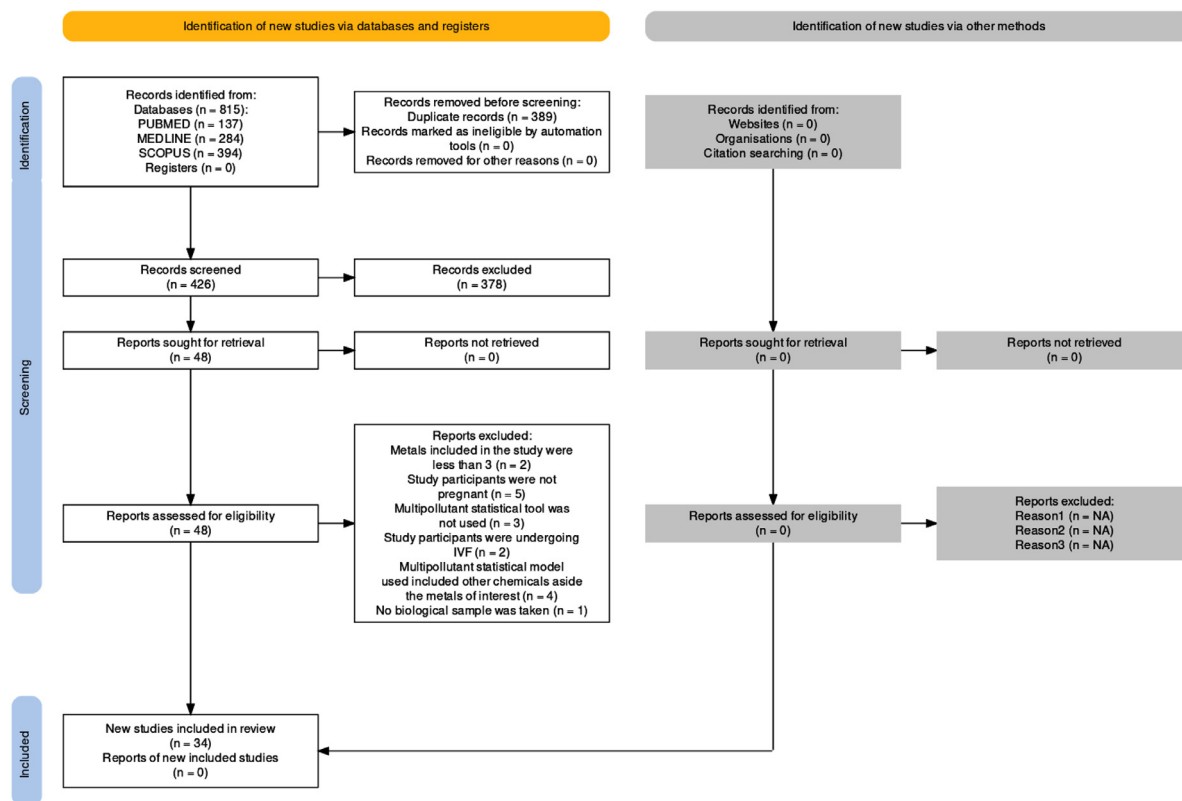 Identification of new studies via databases and registers
Identification of new studies via other methods
Identification
Records identified from:
Databases (n = 815):
PUBMED (n = 137)
MEDLINE (n = 284)
SCOPUS (n = 394)
Registers (n = 0)
Records removed before screening:
Duplicate records (n = 389)
Records marked as ineligible by automation
tools (n = 0)
Records removed for other reasons (n = 0)
Records identified from:
Websites (n = 0)
Organisations (n = 0)
Citation searching (n = 0)
Screening
Records screened
(n = 426)
Records excluded
(n = 378)
Reports sought for retrieval
(n = 48)
Reports not retrieved
(n = 0)
Reports sought for retrieval
(n = 0)
Reports not retrieved
(n = 0)
Reports assessed for eligibility
(n = 48)
Reports excluded:
Metals included in the study were
less than 3 (n = 2)
Study participants were not
pregnant (n = 5)
Multipollutant statistical tool was
not used (n = 3)
Study participants were undergoing
IVF (n = 2)
Multipollutant statistical model
used included other chemicals aside
the metals of interest (n = 4)
No biological sample was taken (n = 1)
Reports assessed for eligibility
(n = 0)
Reports excluded:
Reason1 (n = NA)
Reason2 (n = NA)
Reason3 (n = NA)
Included
New studies included in review
(n = 34)
Reports of new included studies
(n = 0)